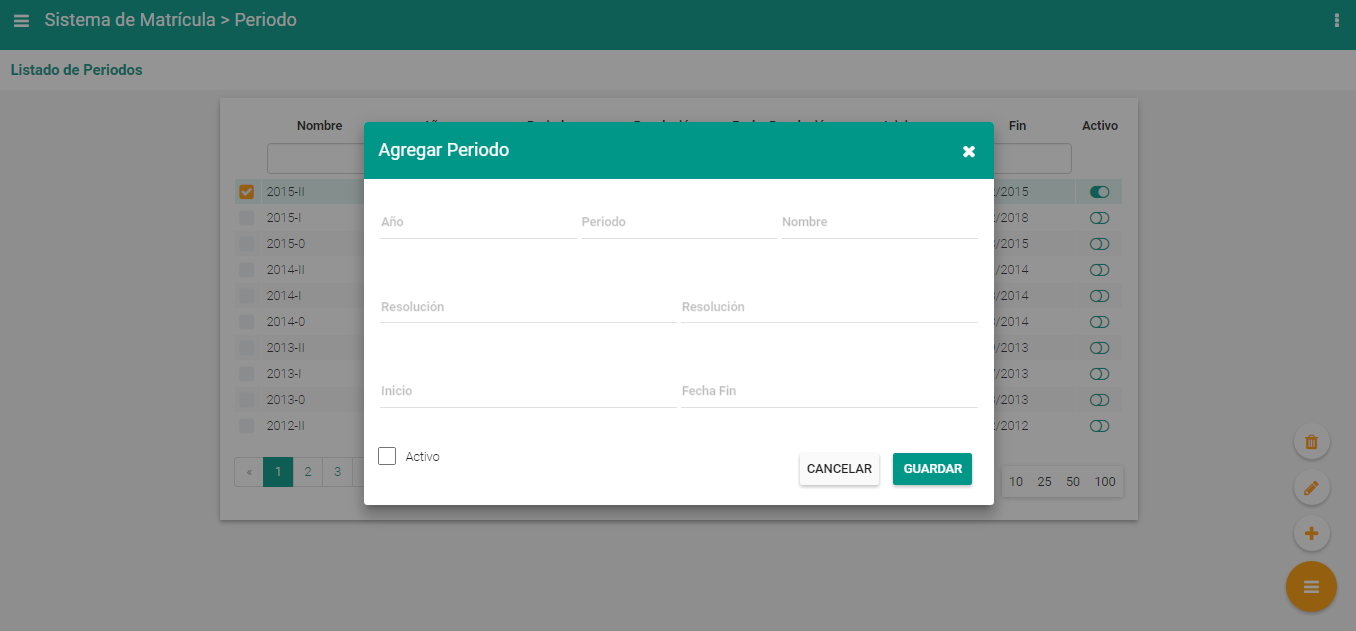 Sistema de Matrícula > Periodo
Listado de Periodos
Nombre Fin Activo
Agregar Periodo
Año Periodo Nombre
Resolución Resolución
Inicio Fecha Fin
Activo
CANCELAR GUARDAR
2015-II /2015
2015-I /2018
2015-0 /2015
2014-II /2014
2014-I /2014
2014-0 /2014
2013-II /2013
2013-I /2013
2013-0 /2013
2012-II /2012
« 1 2 3
10 25 50 100